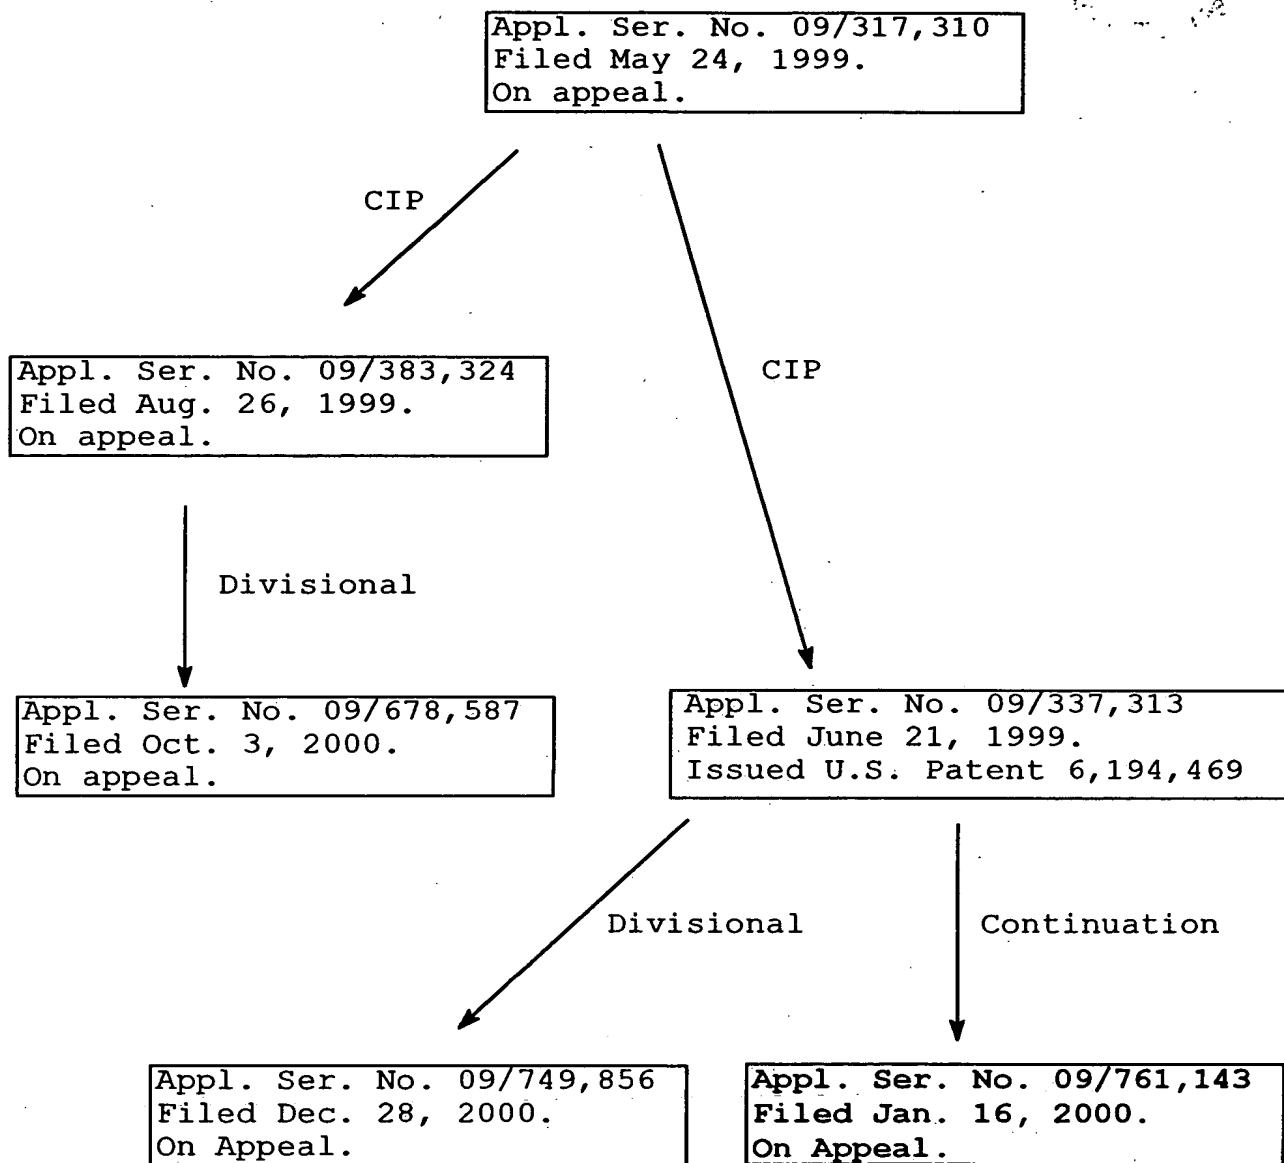 Appl. Ser. No. 09/317,310
Filed May 24, 1999.
On appeal.
CIP
CIP
Appl. Ser. No. 09/383,324
Filed Aug. 26, 1999.
On appeal.
Divisional
Appl. Ser. No. 09/678,587
Filed Oct. 3, 2000.
On appeal.
Appl. Ser. No. 09/337,313
Filed June 21, 1999.
Issued U.S. Patent 6,194,469
Divisional
Continuation
Appl. Ser. No. 09/749,856
Filed Dec. 28, 2000.
On Appeal.
Appl. Ser. No. 09/761,143
Filed Jan. 16, 2000.
On Appeal.